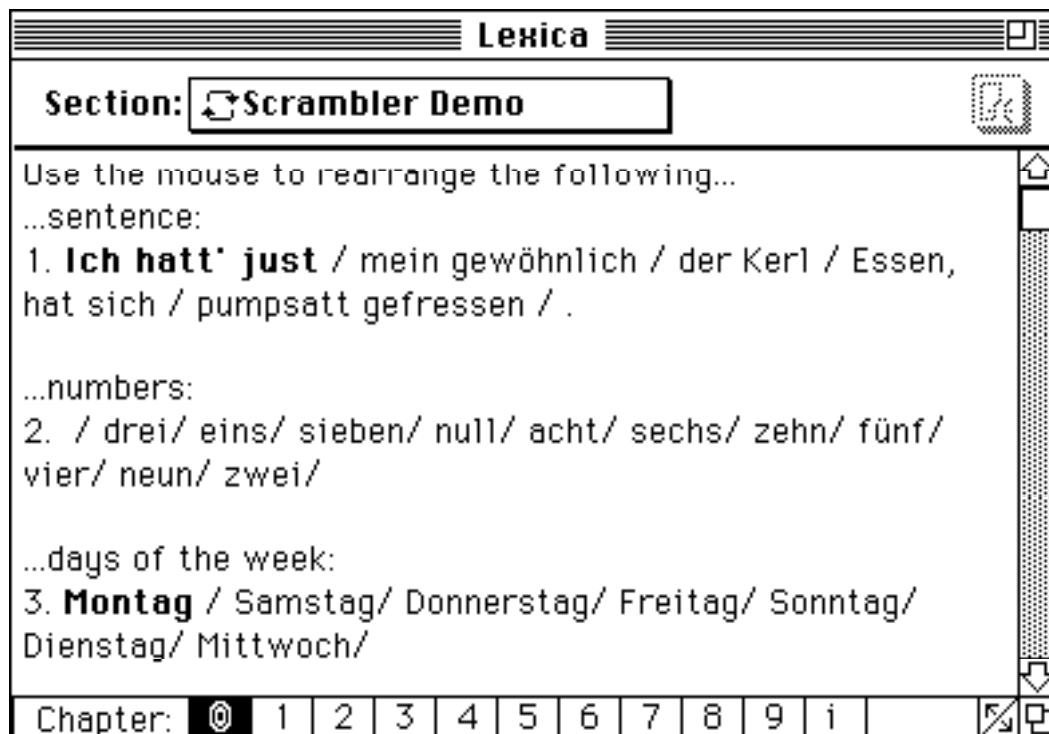 Lexica
Section: Scrambler Demo
Use the mouse to rearrange the following...
...sentence:
1. Ich hatt' just / mein gewöhnlich / der Kerl / Essen,
hat sich / pumpsatt gefressen / .
...numbers:
2. / drei/ eins/ sieben/ null/ acht/ sechs/ zehn/ fünf/
vier/ neun/ zwei/
...days of the week:
3. Montag / Samstag/ Donnerstag/ Freitag/ Sonntag/
Dienstag/ Mittwoch/
Chapter: 0 1 2 3 4 5 6 7 8 9 i